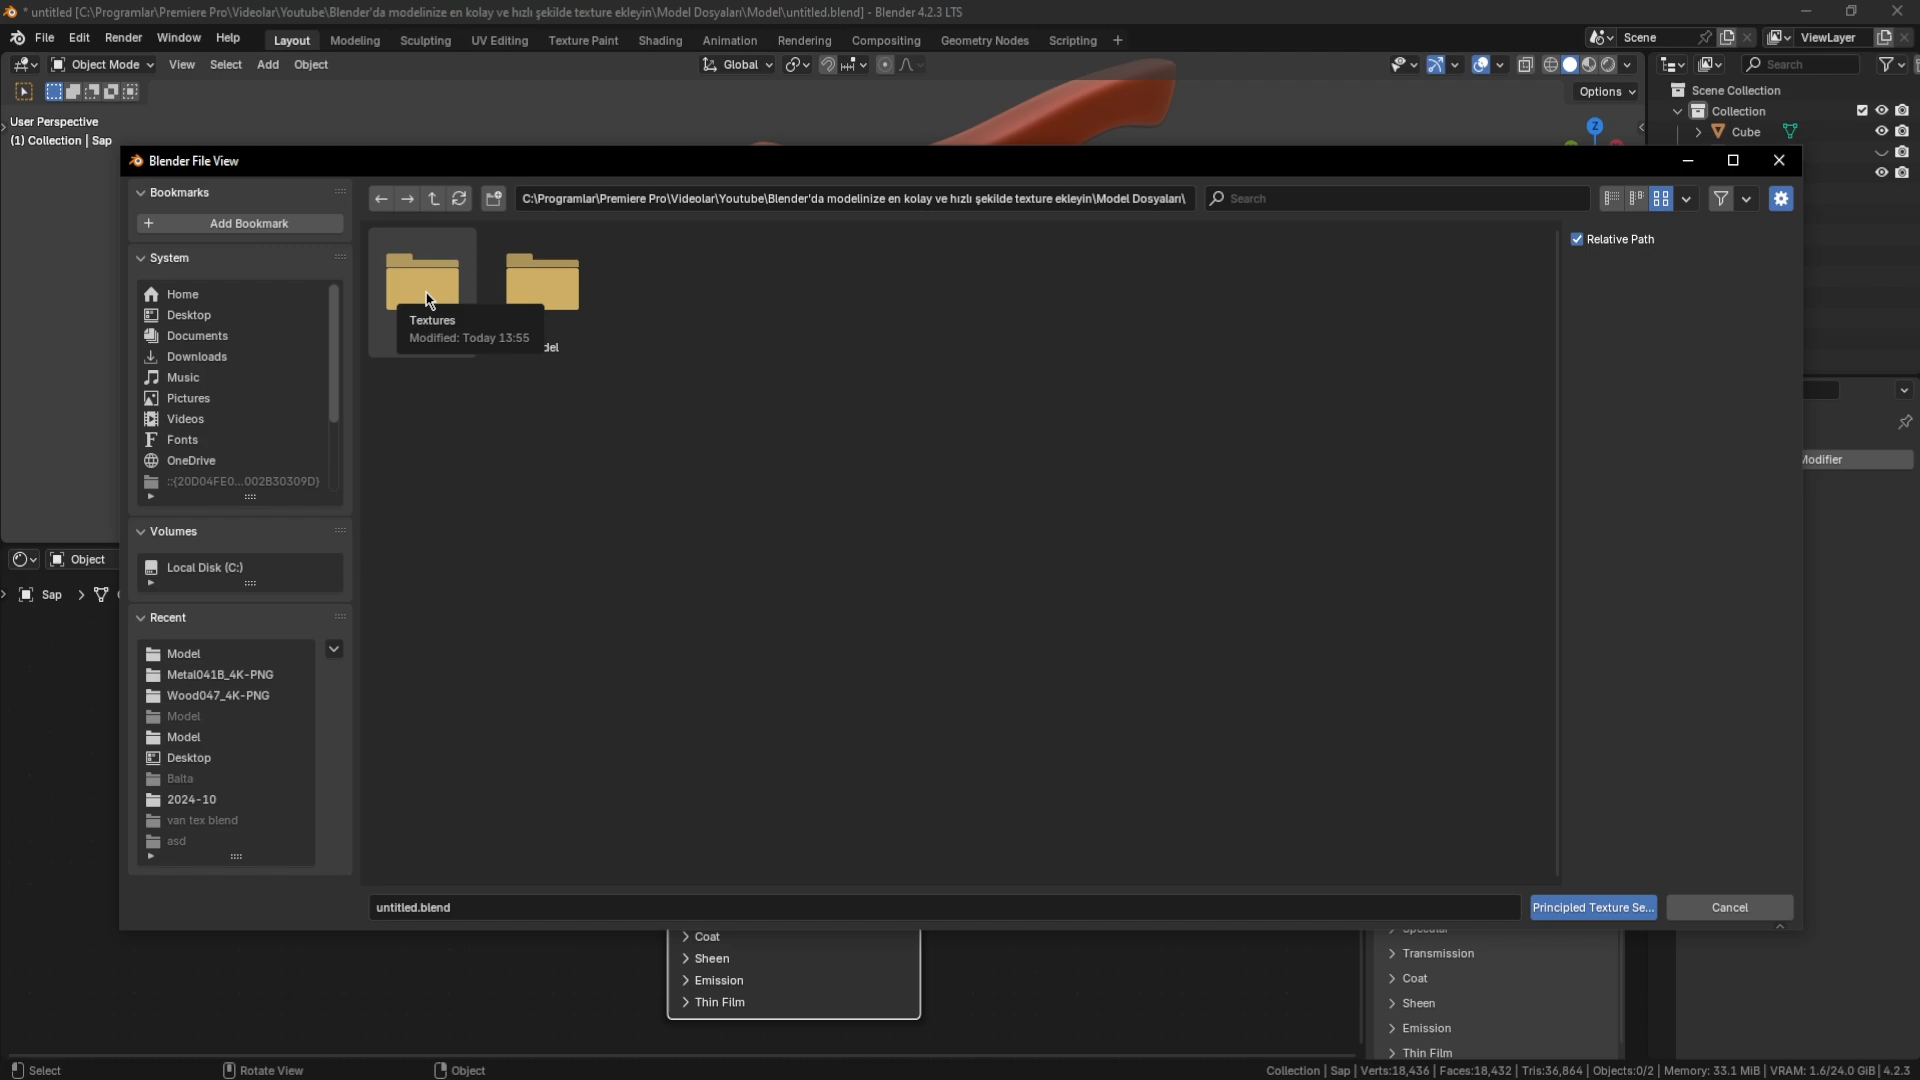 * untitled [C:\Programlar\Premiere Pro\Videolar\Youtube\Blender'da modelinize en kolay ve hızlı şekilde texture ekleyin\Model Dosyaları\Model\untitled.blend] - Blender 4.2.3 LTS
File Edit Render Window Help Layout Modeling Sculpting UV Editing Texture Paint Shading Animation Rendering Compositing Geometry Nodes Scripting + Scene ViewLayer
Object Mode View Select Add Object Global Search
Options
Scene Collection
Collection
Cube
User Perspective
(1) Collection | Sap
Z
Blender File View
Bookmarks
Add Bookmark
C:\Programlar\Premiere Pro\Videolar\Youtube\Blender'da modelinize en kolay ve hızlı şekilde texture ekleyin\Model Dosyaları\
Search
Relative Path
System
Home
Desktop
Documents
Downloads
Music
Pictures
Videos
Fonts
OneDrive
::{20D04FE0...002B30309D}
Textures
Modified: Today 13:55
del
Volumes
Local Disk (C:)
Recent
Model
Metal041B_4K-PNG
Wood047_4K-PNG
Model
Model
Desktop
Balta
2024-10
van tex blend
asd
untitled.blend
Principled Texture Se...
Cancel
Modifier
Object
Sap
Coat
Sheen
Emission
Thin Film
Specular
Transmission
Coat
Sheen
Emission
Thin Film
Select Rotate View Object
Collection | Sap | Verts:18,436 | Faces:18,432 | Tris:36,864 | Objects:0/2 | Memory: 33.1 MiB | VRAM: 1.6/24.0 GiB | 4.2.3